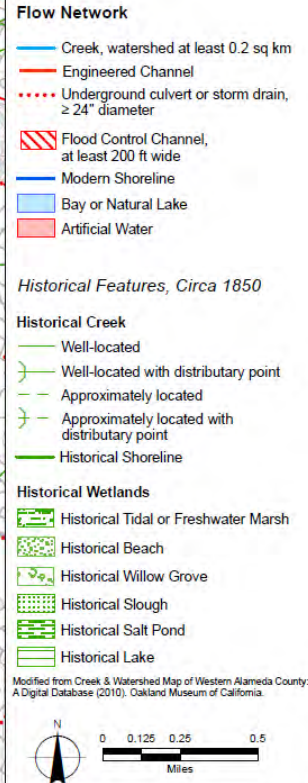 Flow Network
Creek, watershed at least 0.2 sq km
Engineered Channel
Underground culvert or storm drain,
≥ 24" diameter
Flood Control Channel,
at least 200 ft wide
Modern Shoreline
Bay or Natural Lake
Artificial Water
Historical Features, Circa 1850
Historical Creek
Well-located
Well-located with distributary point
Approximately located
Approximately located with
distributary point
Historical Shoreline
Historical Wetlands
Historical Tidal or Freshwater Marsh
Historical Beach
Historical Willow Grove
Historical Slough
Historical Salt Pond
Historical Lake
Modified from Creek & Watershed Map of Western Alameda County:
A Digital Database (2010). Oakland Museum of California.
N
0 0.125 0.25 0.5
Miles